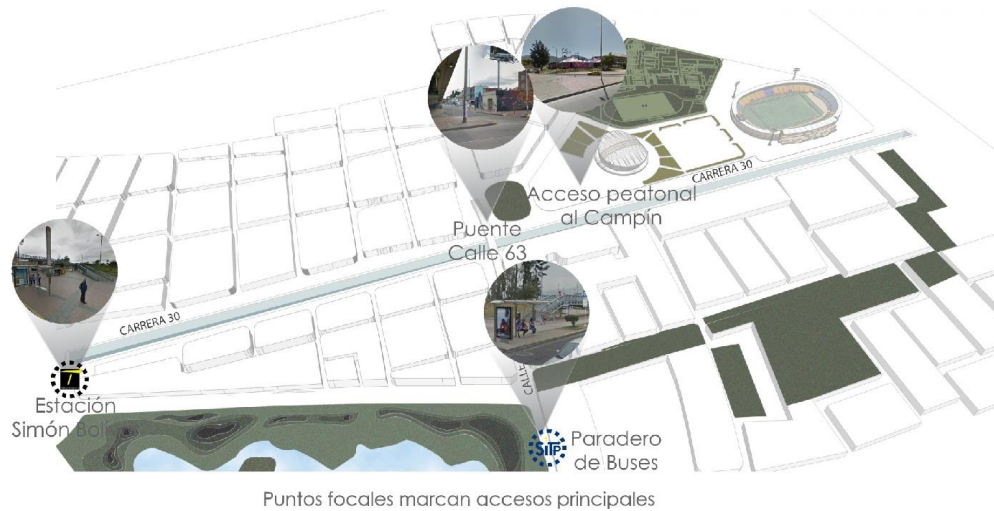 CARRERA 30
Acceso peatonal
al Campín
Puente
Calle 63
CARRERA 30
Estación
Simón
CALLE
SiTP
Paradero
de Buses
Puntos focales marcan accesos principales